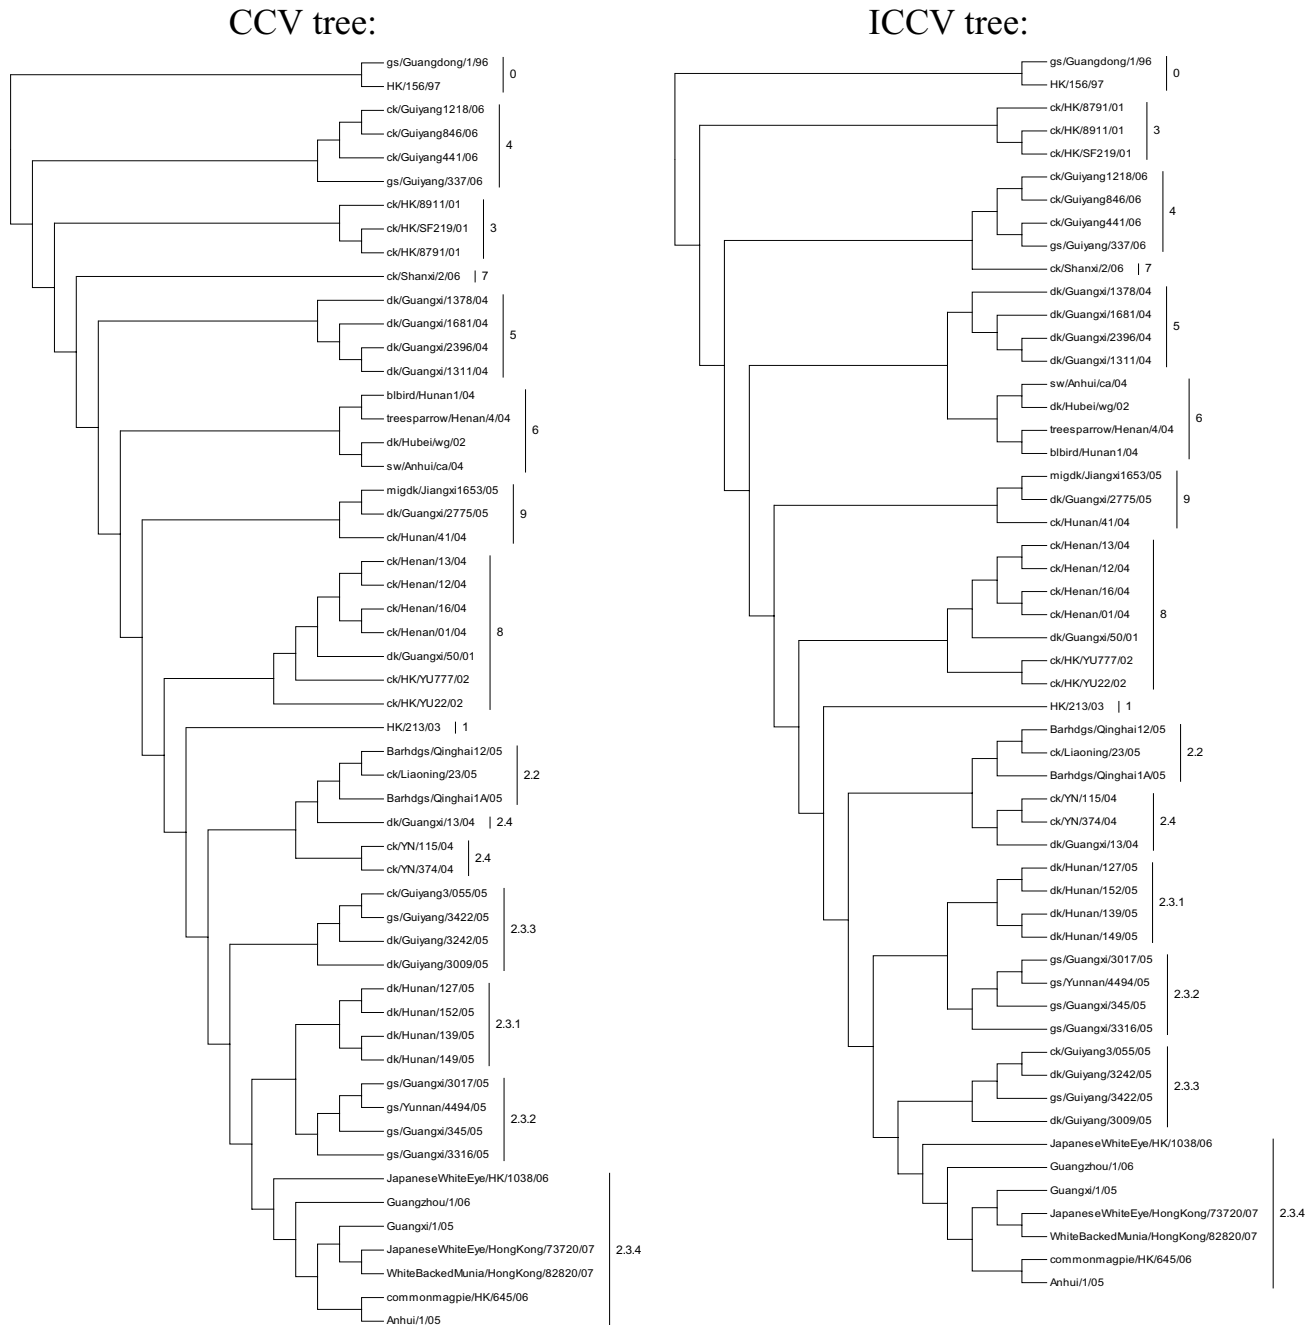 CCV tree:
gs/Guangdong/1/96
0
HK/156/97
ck/Guiyang1218/06
ck/Guiyang846/06
4
ck/Guiyang441/06
gs/Guiyang/337/06
ck/HK/8911/01
ck/HK/SF219/01
3
ck/HK/8791/01
ck/Shanxi/2/06
7
dk/Guangxi/1378/04
dk/Guangxi/1681/04
5
dk/Guangxi/2396/04
dk/Guangxi/1311/04
blbird/Hunan1/04
treesparrow/Henan/4/04
6
dk/Hubei/wg/02
sw/Anhui/ca/04
migdk/Jiangxi1653/05
dk/Guangxi/2775/05
9
ck/Hunan/41/04
ck/Henan/13/04
ck/Henan/12/04
ck/Henan/16/04
ck/Henan/01/04
8
dk/Guangxi/50/01
ck/HK/YU777/02
ck/HK/YU22/02
HK/213/03
1
Barhdgs/Qinghai12/05
ck/Liaoning/23/05
2.2
Barhdgs/Qinghai1A/05
dk/Guangxi/13/04
2.4
ck/YN/115/04
2.4
ck/YN/374/04
ck/Guiyang3/055/05
gs/Guiyang/3422/05
2.3.3
dk/Guiyang/3242/05
dk/Guiyang/3009/05
dk/Hunan/127/05
dk/Hunan/152/05
2.3.1
dk/Hunan/139/05
dk/Hunan/149/05
gs/Guangxi/3017/05
gs/Yunnan/4494/05
2.3.2
gs/Guangxi/345/05
gs/Guangxi/3316/05
JapaneseWhiteEye/HK/1038/06
Guangzhou/1/06
Guangxi/1/05
JapaneseWhiteEye/HongKong/73720/07
2.3.4
WhiteBackedMunia/HongKong/82820/07
commonmagpie/HK/645/06
Anhui/1/05
ICCV tree:
gs/Guangdong/1/96
0
HK/156/97
ck/HK/8791/01
ck/HK/8911/01
3
ck/HK/SF219/01
ck/Guiyang1218/06
ck/Guiyang846/06
4
ck/Guiyang441/06
gs/Guiyang/337/06
ck/Shanxi/2/06
7
dk/Guangxi/1378/04
dk/Guangxi/1681/04
5
dk/Guangxi/2396/04
dk/Guangxi/1311/04
sw/Anhui/ca/04
dk/Hubei/wg/02
6
treesparrow/Henan/4/04
blbird/Hunan1/04
migdk/Jiangxi1653/05
dk/Guangxi/2775/05
9
ck/Hunan/41/04
ck/Henan/13/04
ck/Henan/12/04
ck/Henan/16/04
ck/Henan/01/04
8
dk/Guangxi/50/01
ck/HK/YU777/02
ck/HK/YU22/02
HK/213/03
1
Barhdgs/Qinghai12/05
ck/Liaoning/23/05
2.2
Barhdgs/Qinghai1A/05
ck/YN/115/04
ck/YN/374/04
2.4
dk/Guangxi/13/04
dk/Hunan/127/05
dk/Hunan/152/05
2.3.1
dk/Hunan/139/05
dk/Hunan/149/05
gs/Guangxi/3017/05
gs/Yunnan/4494/05
2.3.2
gs/Guangxi/345/05
gs/Guangxi/3316/05
ck/Guiyang3/055/05
dk/Guiyang/3242/05
2.3.3
gs/Guiyang/3422/05
dk/Guiyang/3009/05
JapaneseWhiteEye/HK/1038/06
Guangzhou/1/06
Guangxi/1/05
JapaneseWhiteEye/HongKong/73720/07
2.3.4
WhiteBackedMunia/HongKong/82820/07
commonmagpie/HK/645/06
Anhui/1/05